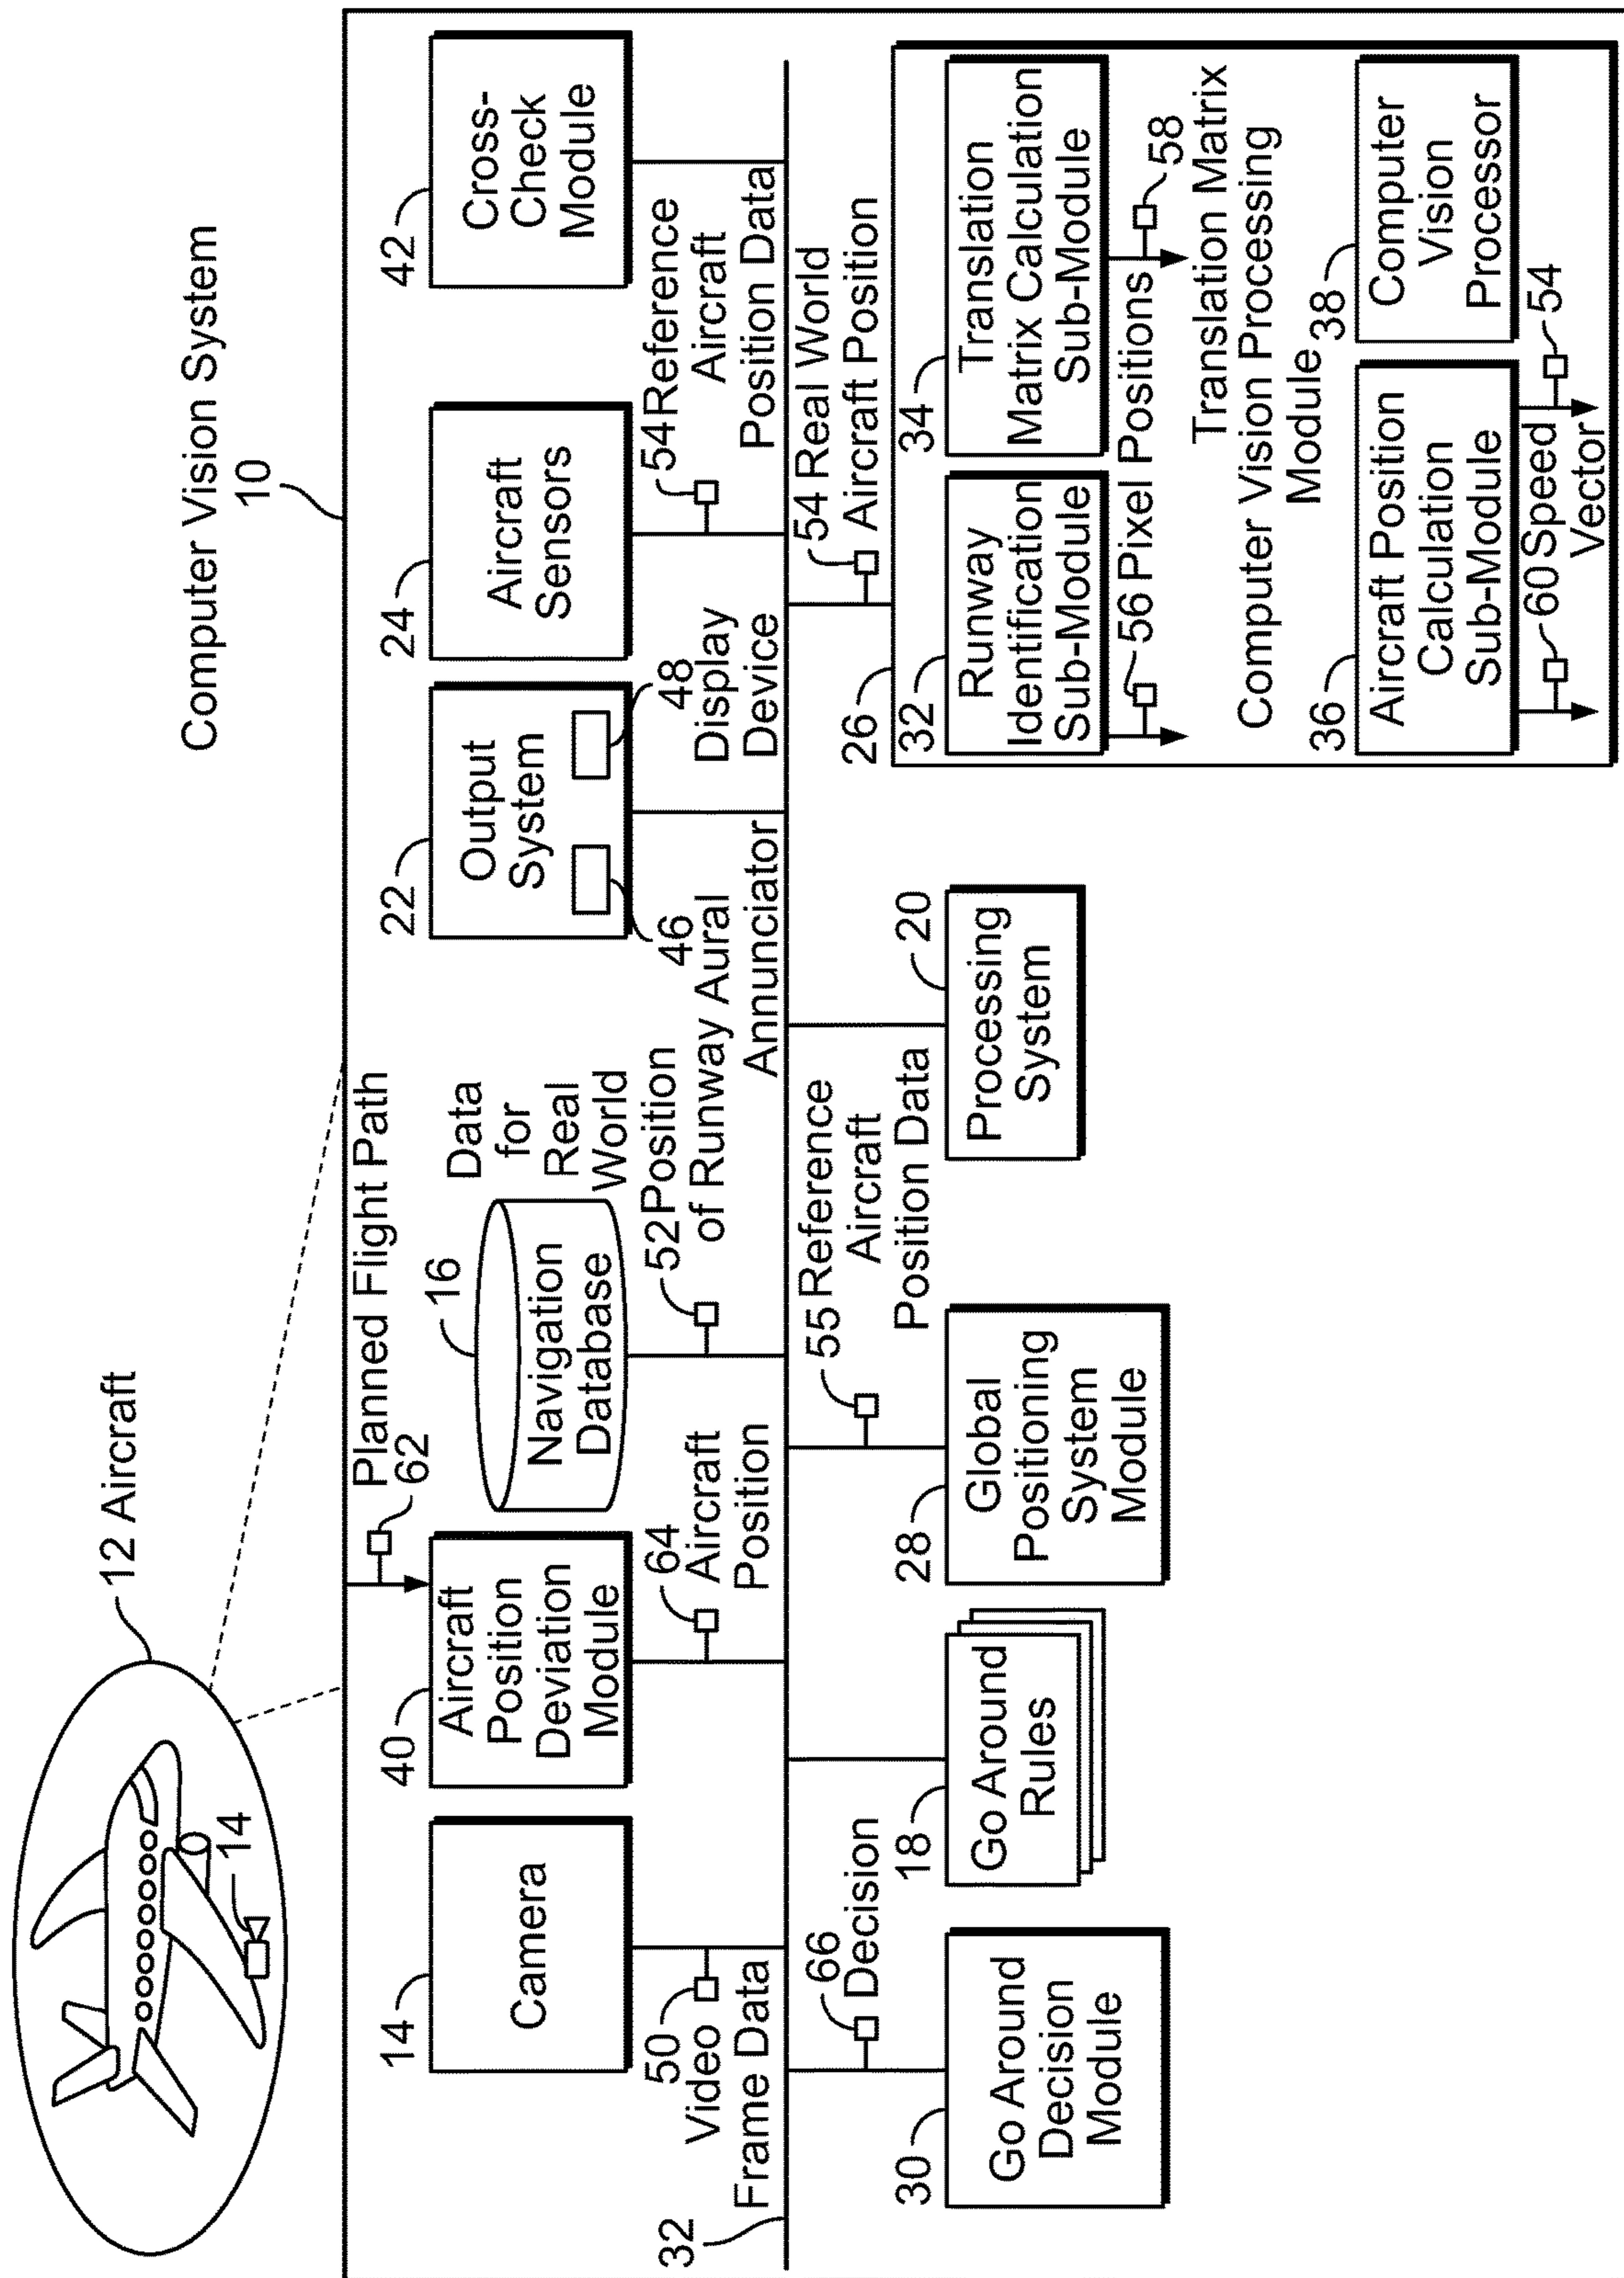 12 Aircraft
14
Computer Vision System
10
Planned Flight Path
62
14
Camera
40
Aircraft
Position
Deviation
Module
16
Navigation
Database
Data
for
Real
World
22
Output
System
24
Aircraft
Sensors
42
Cross-
Check
Module
50
Video
Frame Data
64
Aircraft
Position
52 Position
of Runway
46
Aural
Annunciator
48
Display
Device
54 Reference
Aircraft
Position Data
32
66
Decision
55 Reference
Aircraft
Position Data
54 Real World
Aircraft Position
30
Go Around
Decision
Module
18
Go Around
Rules
28
Global
Positioning
System
Module
20
Processing
System
26
32
Runway
Identification
Sub-Module
34
Translation
Matrix Calculation
Sub-Module
56 Pixel Positions
58
Translation Matrix
Computer Vision Processing
Module
36
Aircraft Position
Calculation
Sub-Module
38
Computer
Vision
Processor
60 Speed
Vector
54